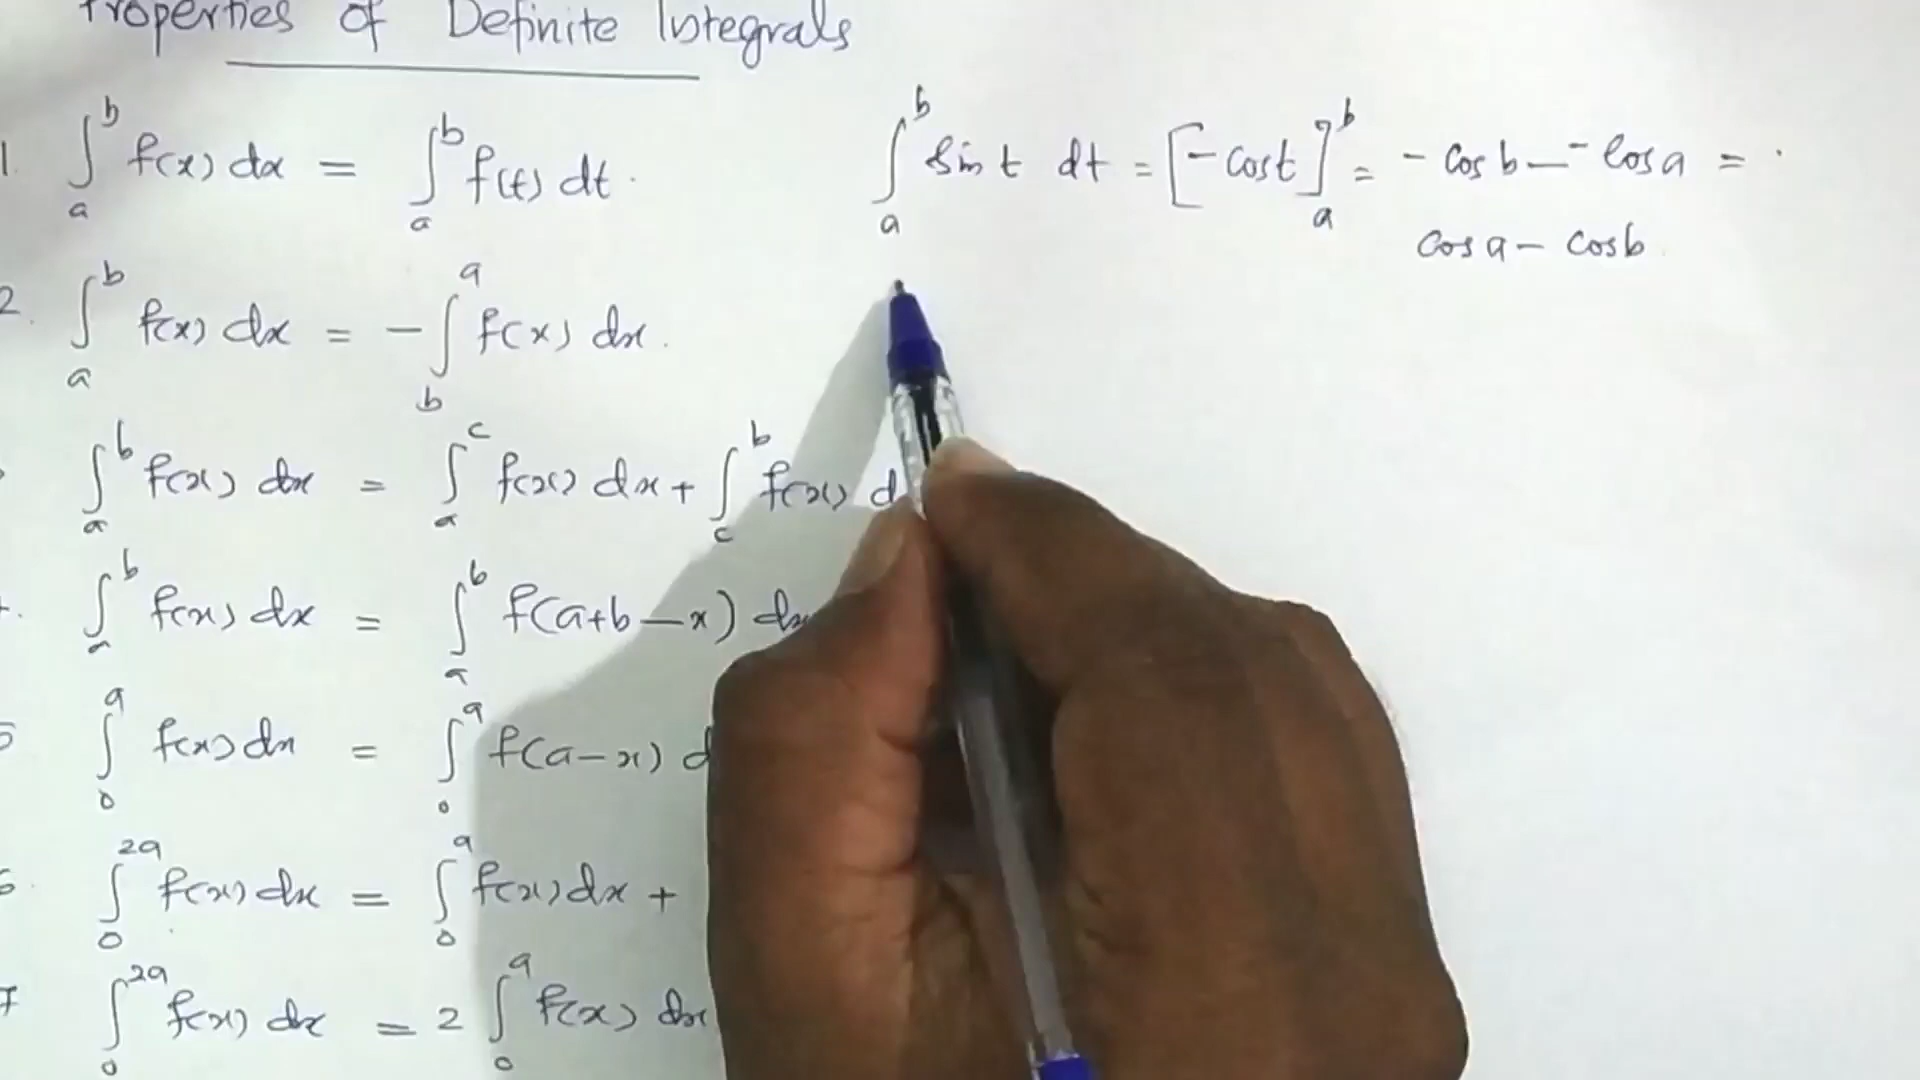 Properties of Definite Integrals
1. ∫_a^b f(x) dx = ∫_a^b f(t) dt.
∫_a^b sin t dt = [-cos t]_a^b = - cos b — - cos a =
cos a - cos b
2. ∫_a^b f(x) dx = - ∫_b^a f(x) dx.
∫_a^b f(x) dx = ∫_a^c f(x) dx + ∫_c^b f(x) d
∫_a^b f(x) dx = ∫_a^b f(a+b-x) dx
5 ∫_0^a f(x) dx = ∫_0^a f(a-x) d
6. ∫_0^2a f(x) dx = ∫_0^a f(x) dx +
7 ∫_0^2a f(x) dx = 2 ∫_0^a f(x) dx